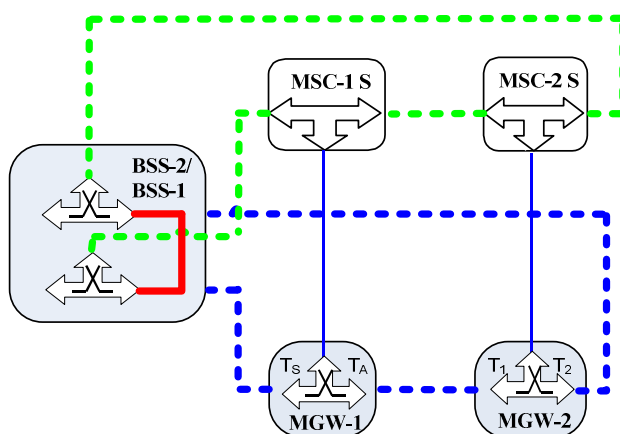 MSC-1 S
MSC-2 S
BSS-2/
BSS-1
TS
TA
MGW-1
T1
T2
MGW-2